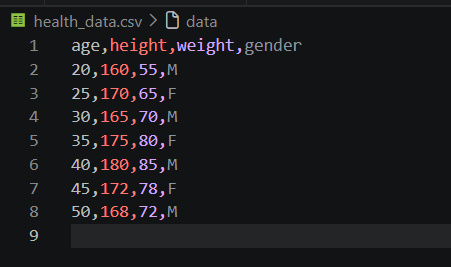 health_data.csv > data
1 age,height,weight,gender
2 20,160,55,M
3 25,170,65,F
4 30,165,70,M
5 35,175,80,F
6 40,180,85,M
7 45,172,78,F
8 50,168,72,M
9